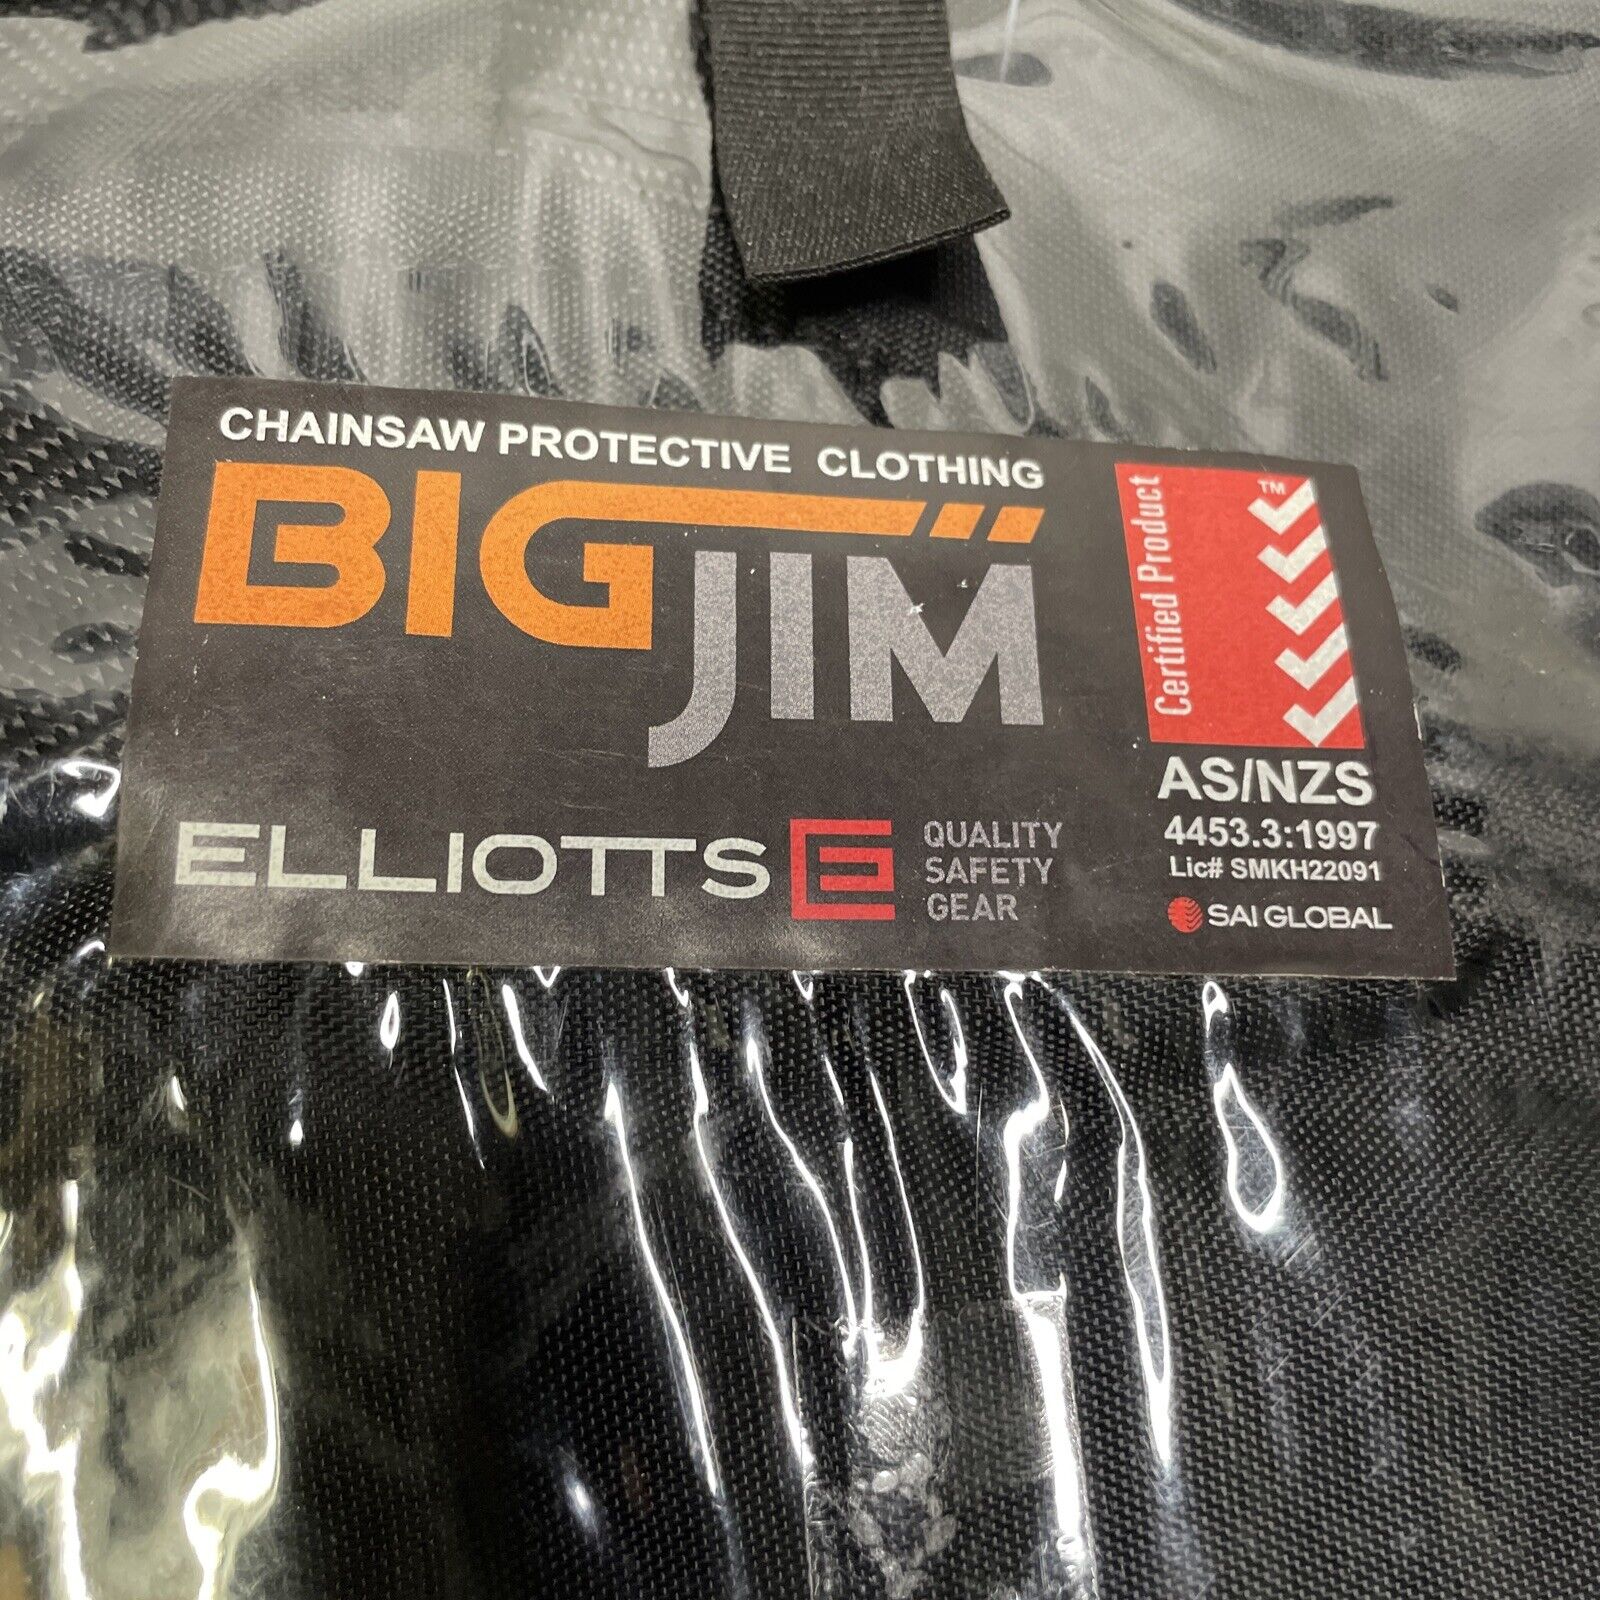 CHAINSAW PROTECTIVE CLOTHING
BIG JIM
ELLIOTTS E
QUALITY
SAFETY
GEAR
Certified Product
TM
AS/NZS
4453.3:1997
Lic# SMKH22091
SAI GLOBAL